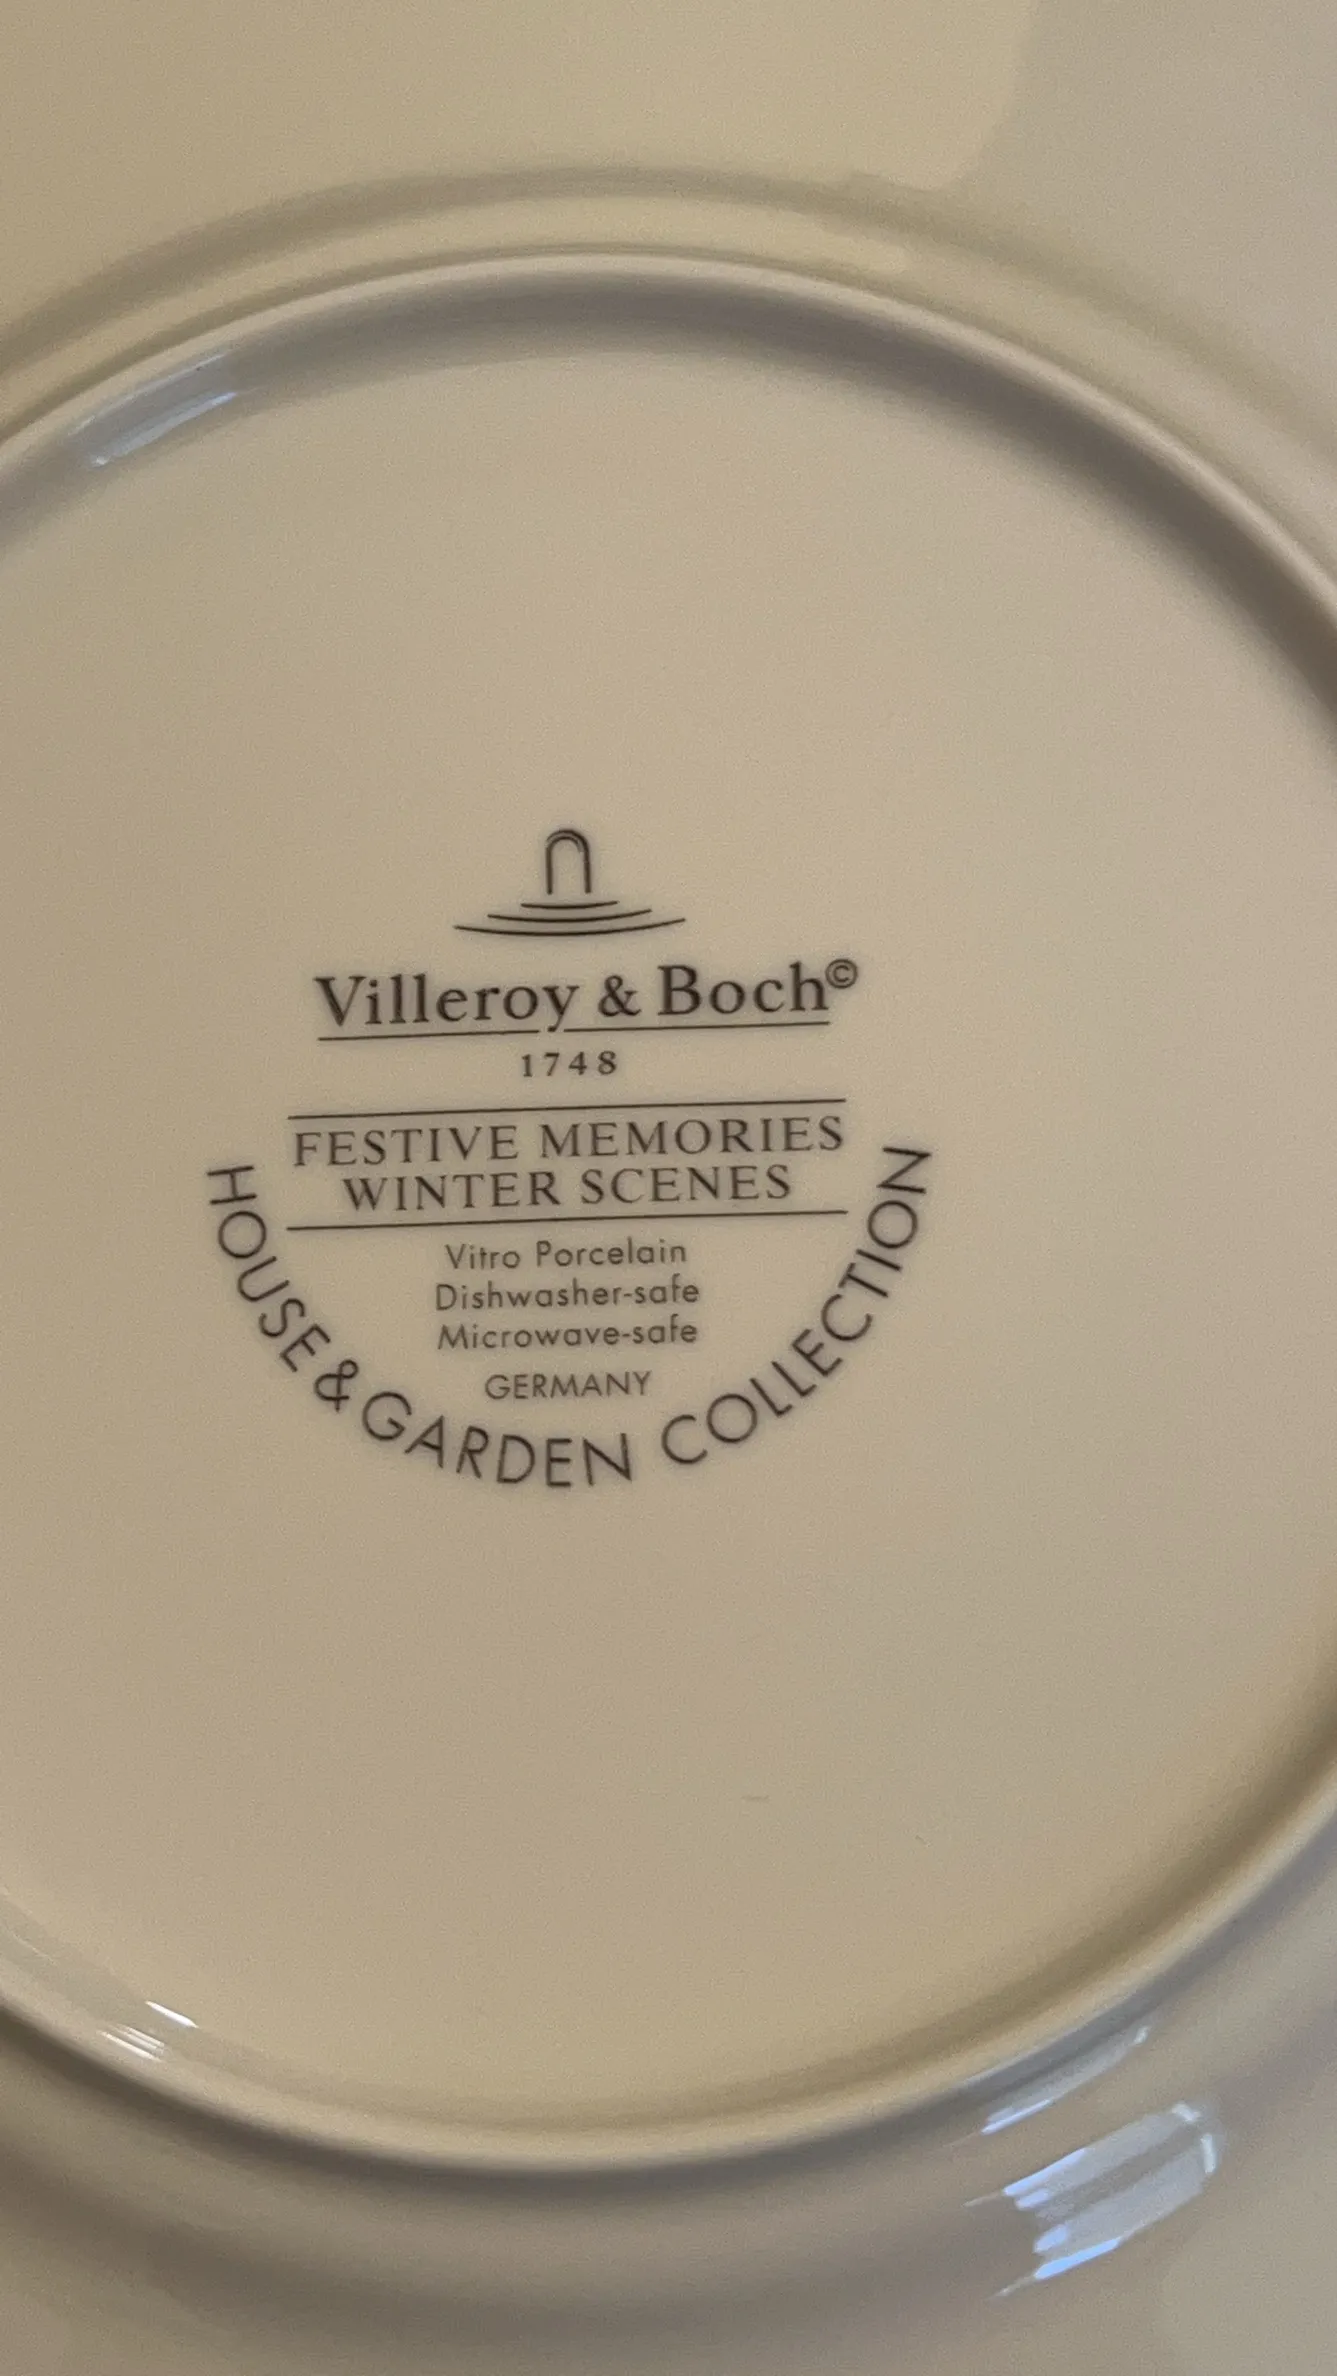 Villeroy & Boch©
1748
FESTIVE MEMORIES
WINTER SCENES
Vitro Porcelain
Dishwasher-safe
Microwave-safe
GERMANY
HOUSE & GARDEN COLLECTION